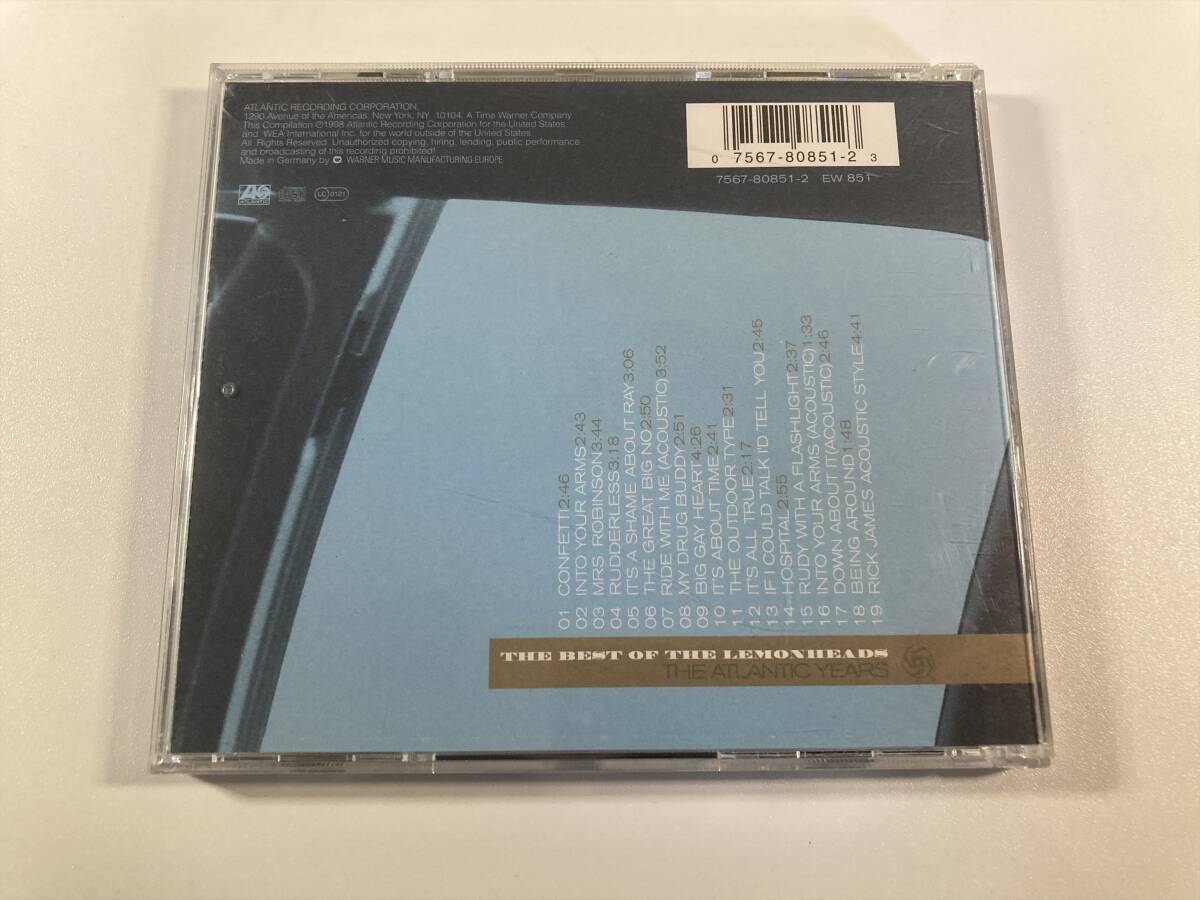 ATLANTIC RECORDING CORPORATION,
1290 Avenue of the Americas, New York, NY 10104. A Time Warner Company
This Compilation ℗1998 Atlantic Recording Corporation for the United States
and WEA International Inc. for the world outside of the United States.
All Rights Reserved. Unauthorized copying, hiring, lending, public performance
and broadcasting of this recording prohibited!
Made in Germany by WARNER MUSIC MANUFACTURING EUROPE
ATLANTIC
LC 0121
0 7567-80851-2 3
7567-80851-2 EW 851
01 CONFETTI 2:46
02 INTO YOUR ARMS 2:43
03 MRS. ROBINSON 3:44
04 RUDDERLESS 3:18
05 IT'S A SHAME ABOUT RAY 3:06
06 THE GREAT BIG NO 2:50
07 RIDE WITH ME (ACOUSTIC) 3:52
08 MY DRUG BUDDY 2:51
09 BIG GAY HEART 4:26
10 IT'S ABOUT TIME 2:41
11 THE OUTDOOR TYPE 2:31
12 IT'S ALL TRUE 2:17
13 IF I COULD TALK I'D TELL YOU 2:45
14 HOSPITAL 2:55
15 RUDY WITH A FLASHLIGHT 2:37
16 INTO YOUR ARMS (ACOUSTIC) 1:33
17 DOWN ABOUT IT (ACOUSTIC) 2:46
18 BEING AROUND 1:48
19 RICK JAMES ACOUSTIC STYLE 4:41
THE BEST OF THE LEMONHEADS
THE ATLANTIC YEARS